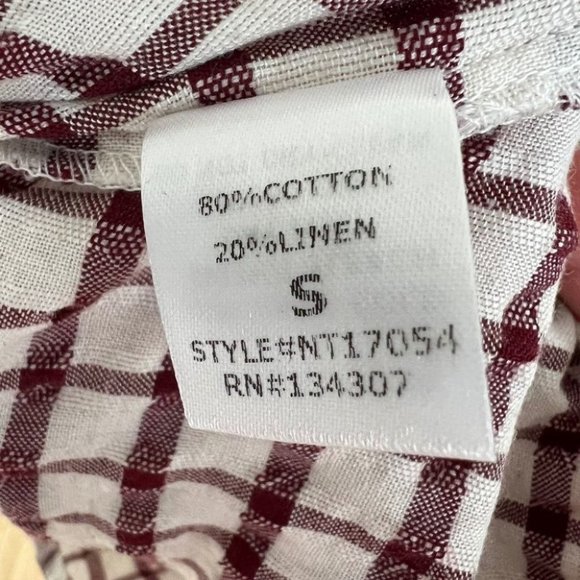 80%COTTON
20%LINEN
S
STYLE#NT17054
RN#134307